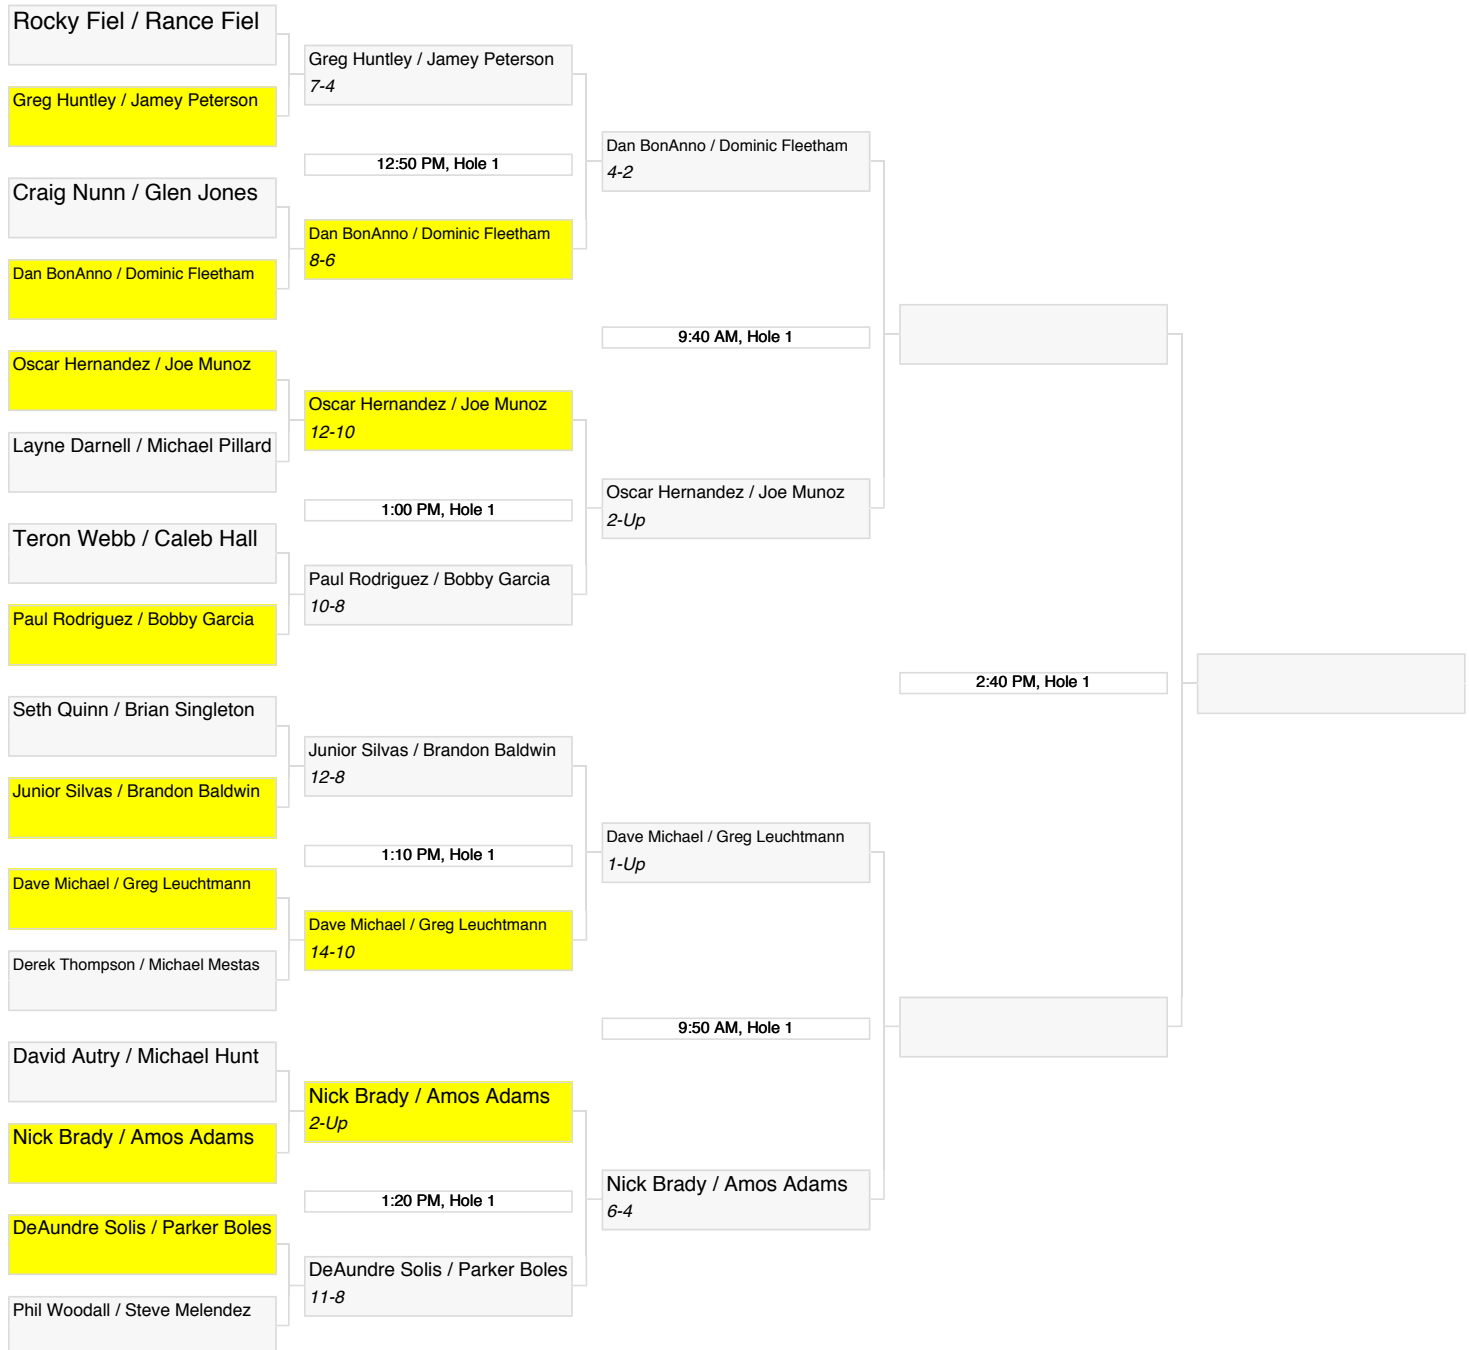 Rocky Fiel / Rance Fiel
Greg Huntley / Jamey Peterson
Craig Nunn / Glen Jones
Dan BonAnno / Dominic Fleetham
Oscar Hernandez / Joe Munoz
Layne Darnell / Michael Pillard
Teron Webb / Caleb Hall
Paul Rodriguez / Bobby Garcia
Seth Quinn / Brian Singleton
Junior Silvas / Brandon Baldwin
Dave Michael / Greg Leuchtmann
Derek Thompson / Michael Mestas
David Autry / Michael Hunt
Nick Brady / Amos Adams
DeAundre Solis / Parker Boles
Phil Woodall / Steve Melendez
Greg Huntley / Jamey Peterson
7-4
12:50 PM, Hole 1
Dan BonAnno / Dominic Fleetham
8-6
Oscar Hernandez / Joe Munoz
12-10
1:00 PM, Hole 1
Paul Rodriguez / Bobby Garcia
10-8
Junior Silvas / Brandon Baldwin
12-8
1:10 PM, Hole 1
Dave Michael / Greg Leuchtmann
14-10
Nick Brady / Amos Adams
2-Up
1:20 PM, Hole 1
DeAundre Solis / Parker Boles
11-8
Dan BonAnno / Dominic Fleetham
4-2
9:40 AM, Hole 1
Oscar Hernandez / Joe Munoz
2-Up
Dave Michael / Greg Leuchtmann
1-Up
9:50 AM, Hole 1
Nick Brady / Amos Adams
6-4
2:40 PM, Hole 1